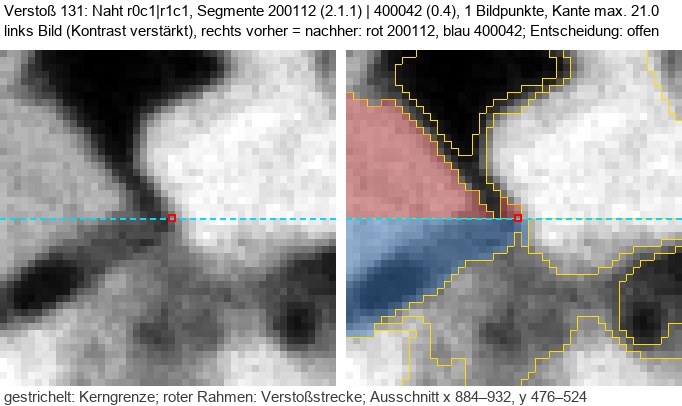 Verstoß 131: Naht r0c1|r1c1, Segmente 200112 (2.1.1) | 400042 (0.4), 1 Bildpunkte, Kante max. 21.0
links Bild (Kontrast verstärkt), rechts vorher = nachher: rot 200112, blau 400042; Entscheidung: offen
gestrichelt: Kerngrenze; roter Rahmen: Verstoßstrecke; Ausschnitt x 884–932, y 476–524